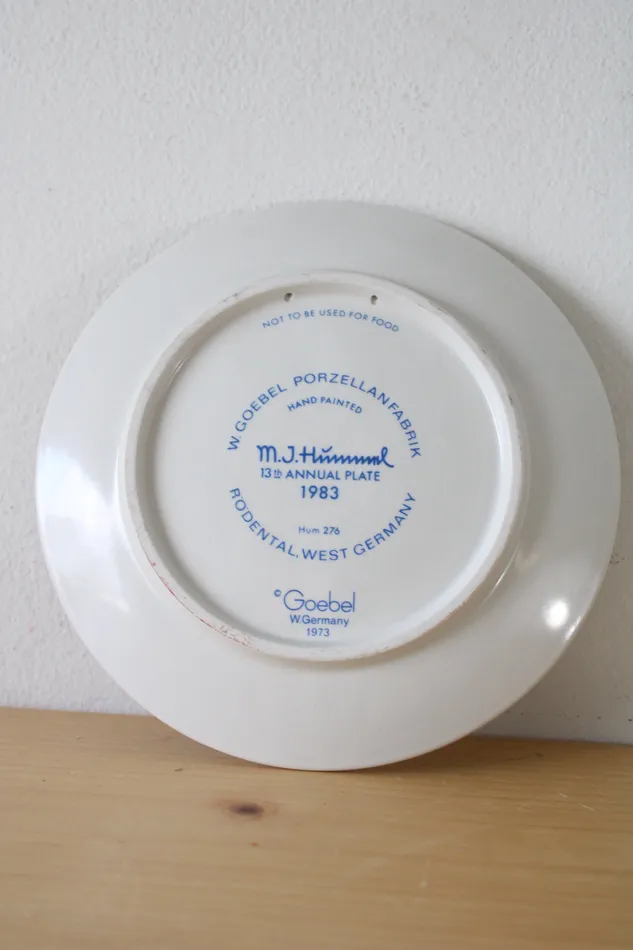 NOT TO BE USED FOR FOOD
W. GOEBEL PORZELLANFABRIK
HAND PAINTED
M.J.Hummel
13th ANNUAL PLATE
1983
Hum 276
RÖDENTAL, WEST GERMANY
© Goebel
W.Germany
1973